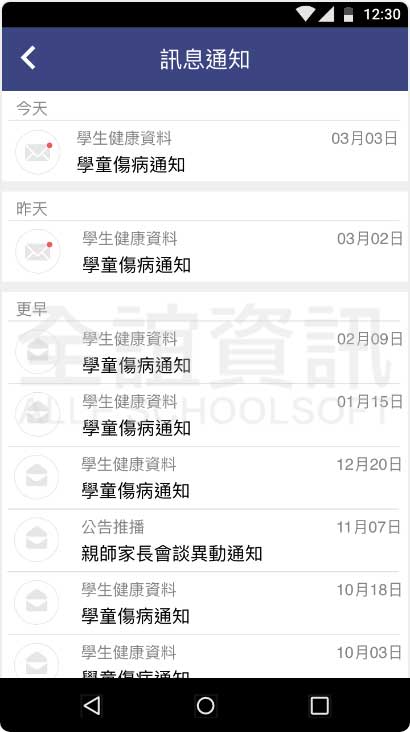 12:30
訊息通知
今天
學生健康資料 03月03日
學童傷病通知
昨天
學生健康資料 03月02日
學童傷病通知
更早
全誼資訊
ALLE SCHOOLSOFT
學生健康資料 02月09日
學童傷病通知
學生健康資料 01月15日
學童傷病通知
學生健康資料 12月20日
學童傷病通知
公告推播 11月07日
親師家長會談異動通知
學生健康資料 10月18日
學童傷病通知
學生健康資料 10月03日
學童傷病通知